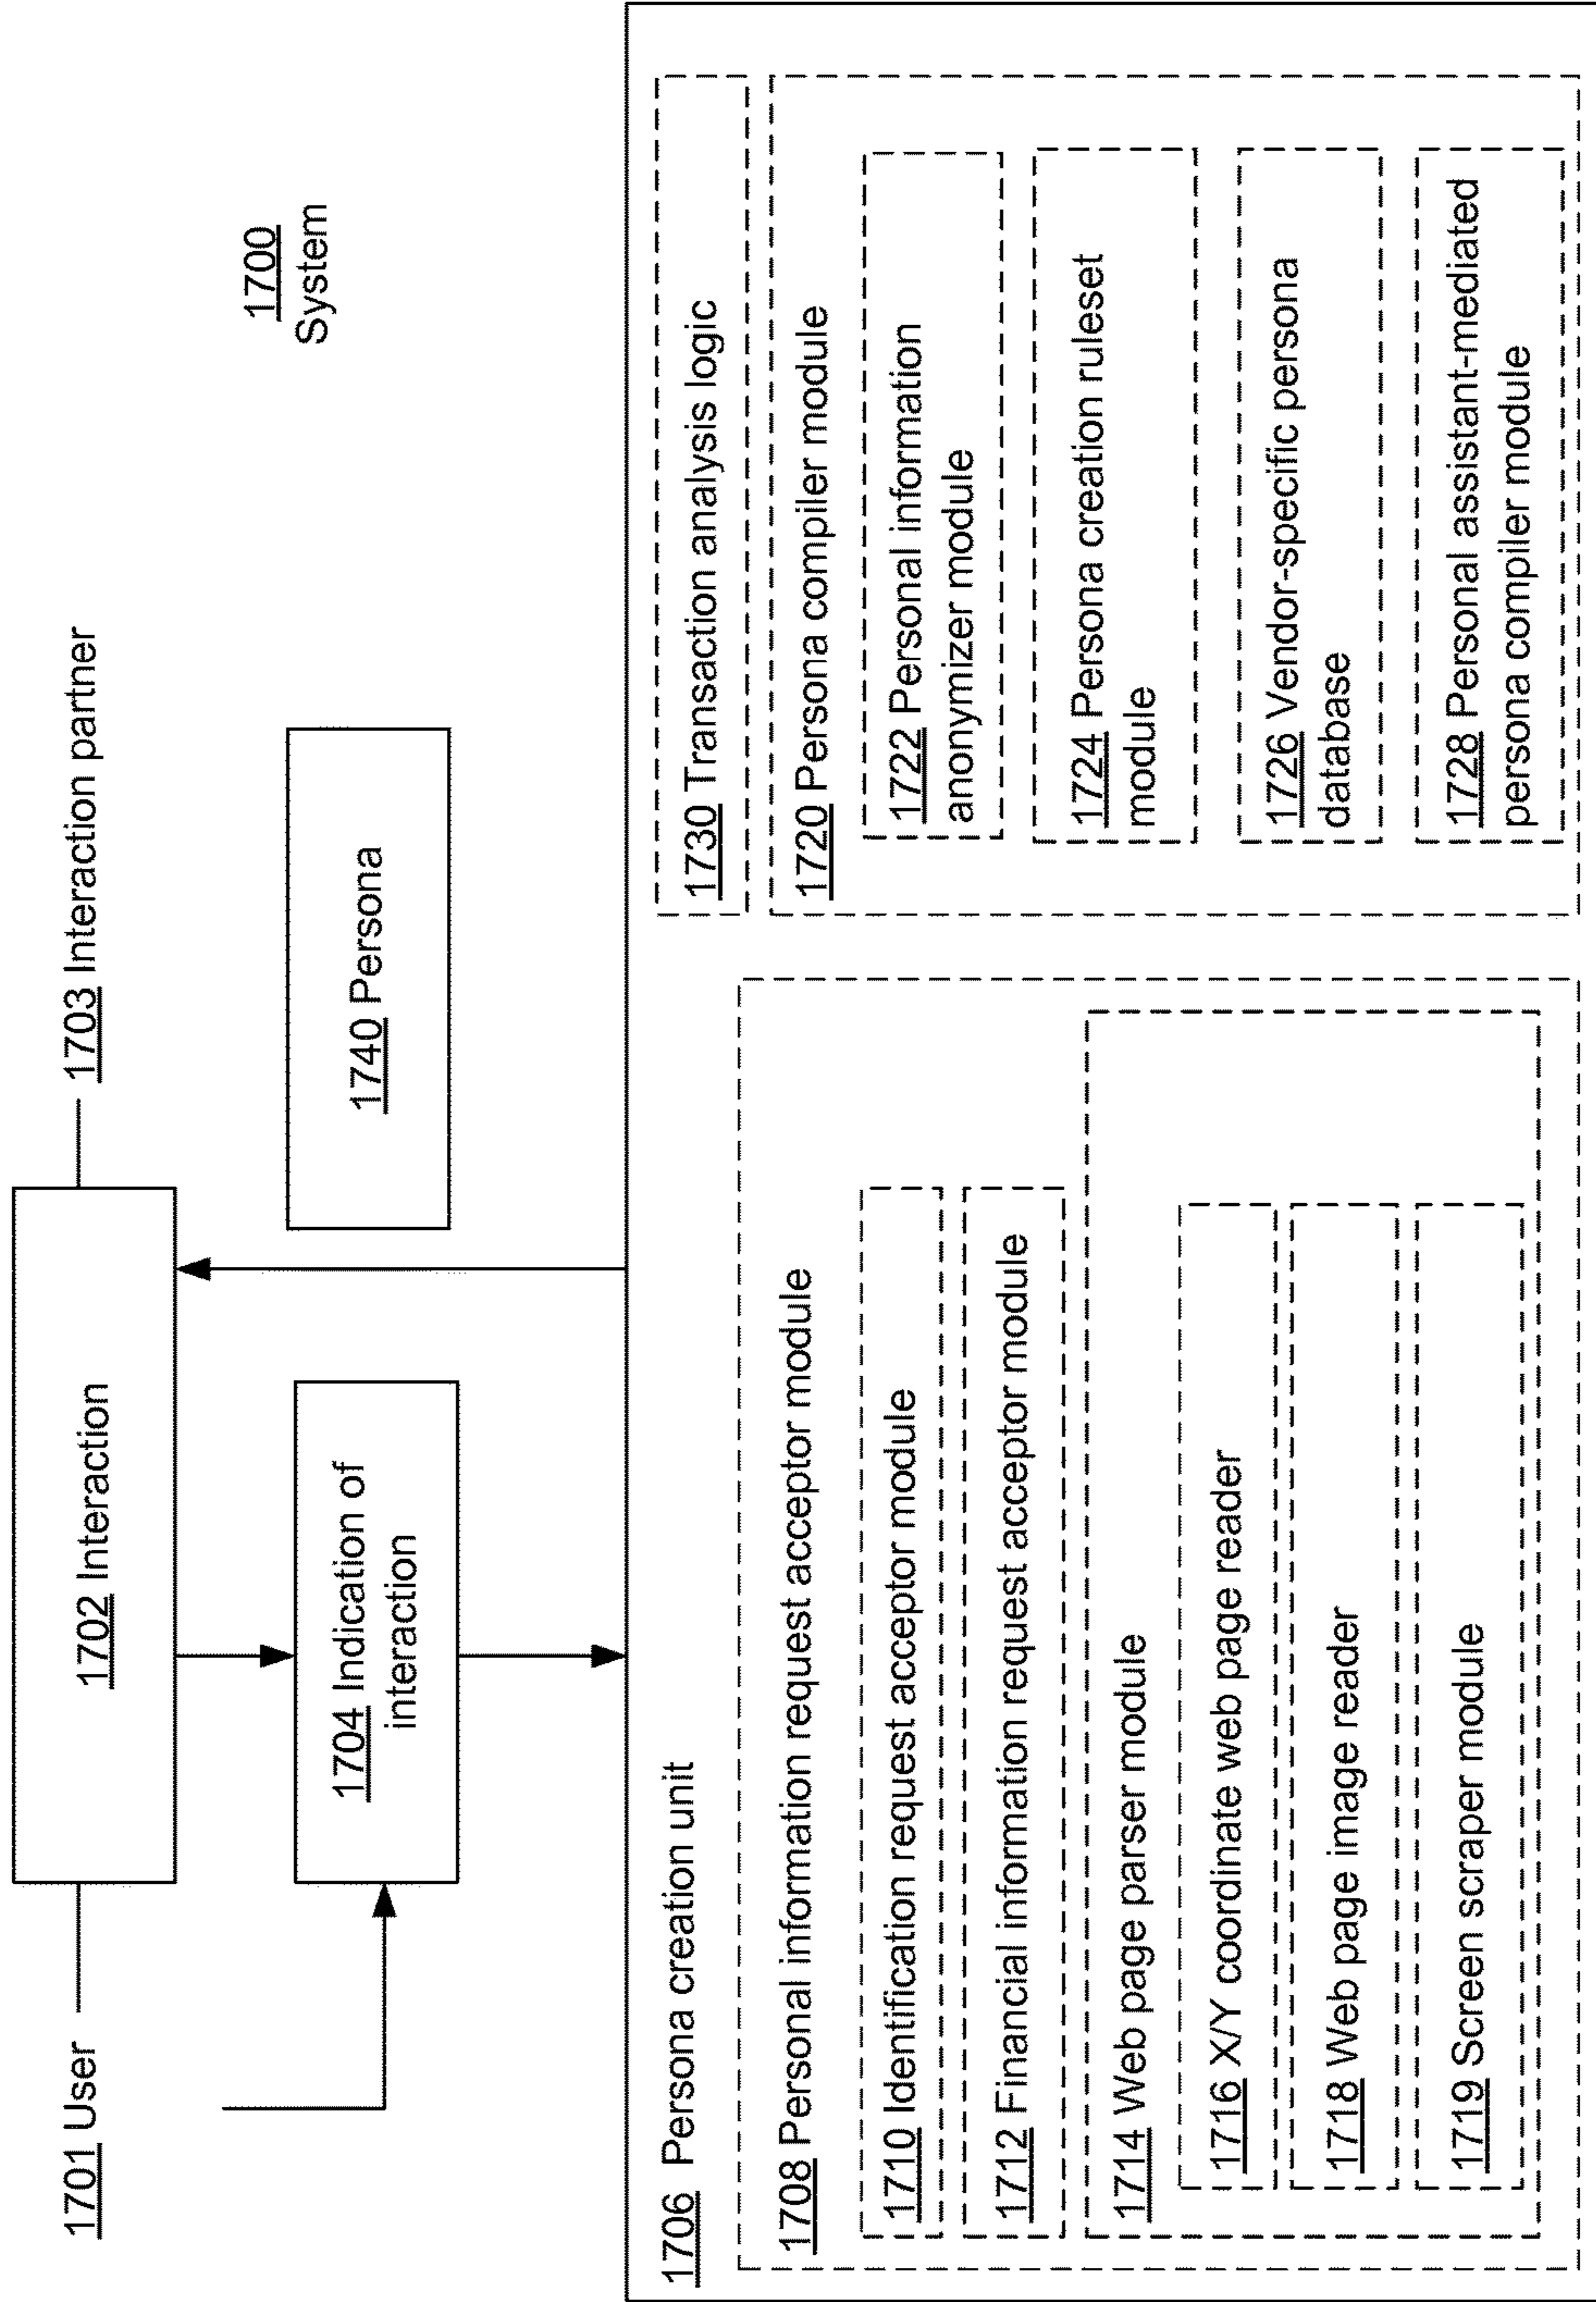 1701 User
1702 Interaction
1703 Interaction partner
1704 Indication of
interaction
1740 Persona
1700
System
1706 Persona creation unit
1708 Personal information request acceptor module
1710 Identification request acceptor module
1712 Financial information request acceptor module
1714 Web page parser module
1716 X/Y coordinate web page reader
1718 Web page image reader
1719 Screen scraper module
1730 Transaction analysis logic
1720 Persona compiler module
1722 Personal information
anonymizer module
1724 Persona creation ruleset
module
1726 Vendor-specific persona
database
1728 Personal assistant-mediated
persona compiler module